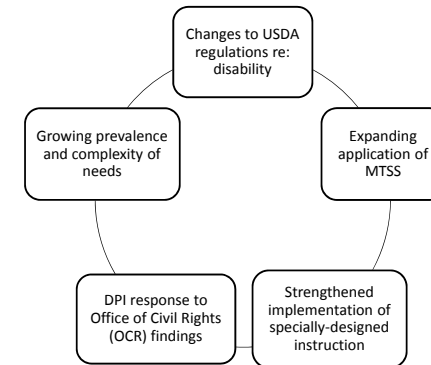 Changes to USDA
regulations re:
disability
Growing prevalence
and complexity of
needs
Expanding
application of
MTSS
DPI response to
Office of Civil Rights
(OCR) findings
Strengthened
implementation of
specially-designed
instruction